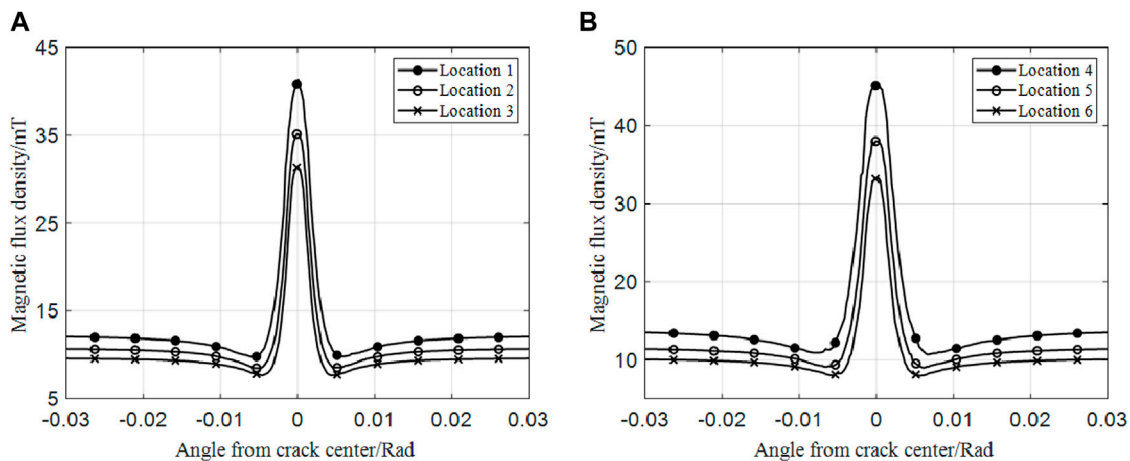 A
45
35
25
15
5
Magnetic flux density/mT
Location 1
Location 2
Location 3
-0.03 -0.02 -0.01 0 0.01 0.02 0.03
Angle from crack center/Rad
B
50
40
30
20
10
Magnetic flux density/mT
Location 4
Location 5
Location 6
-0.03 -0.02 -0.01 0 0.01 0.02 0.03
Angle from crack center/Rad